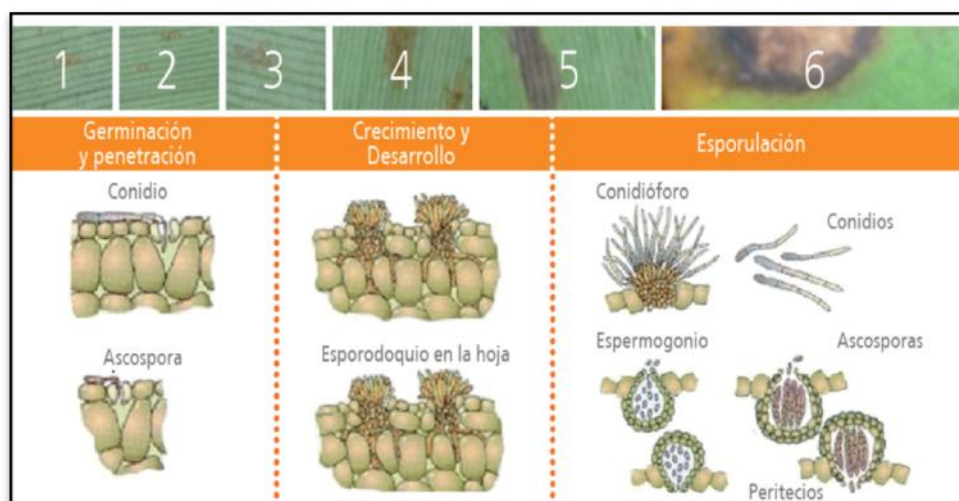 1 2 3 4 5 6
Germinación
y penetración
Crecimiento y
Desarrollo
Esporulación
Conidio
Conidióforo
Conidios
Ascospora
Esporodoquio en la hoja
Espermogonio
Ascosporas
Peritecios